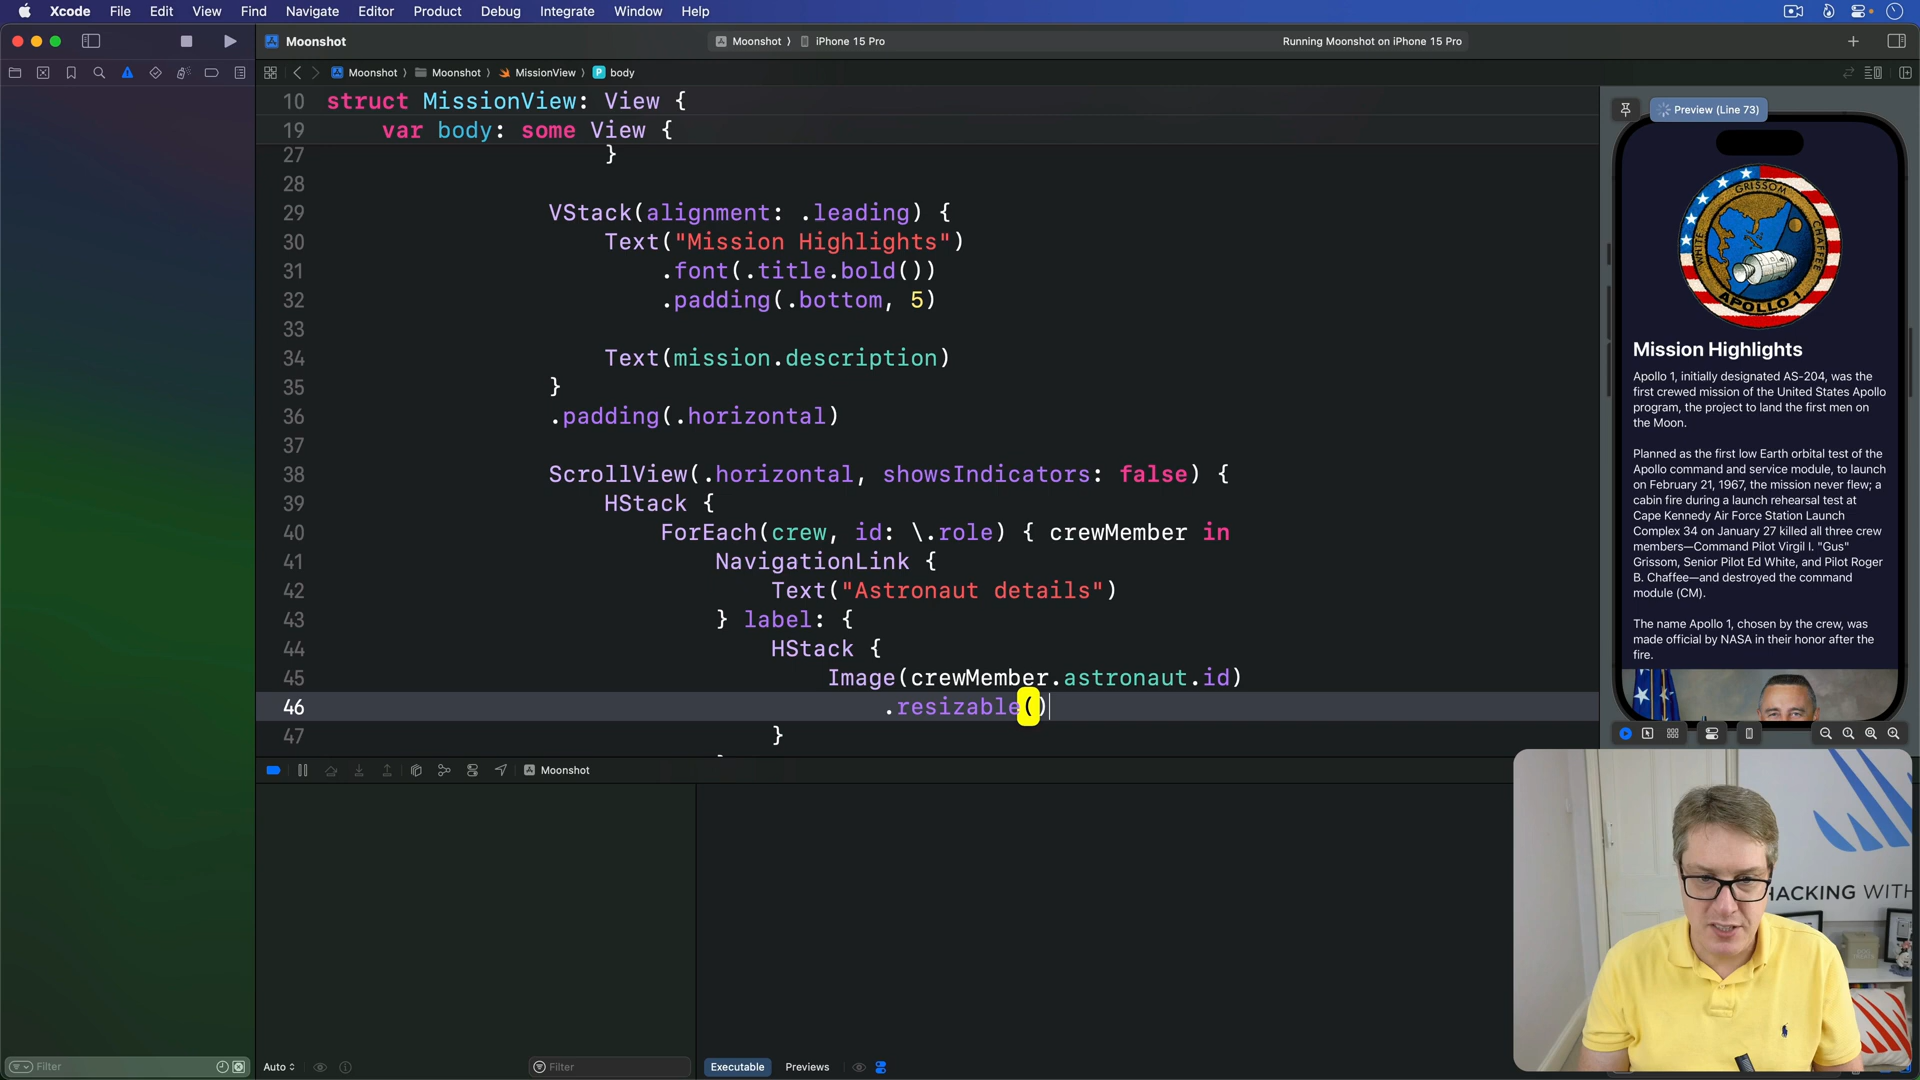 Xcode File Edit View Find Navigate Editor Product Debug Integrate Window Help
Moonshot
Moonshot 〉 iPhone 15 Pro
Running Moonshot on iPhone 15 Pro
Moonshot 〉 Moonshot 〉 MissionView 〉 P body
10 struct MissionView: View {
19 var body: some View {
27 }
28
29 VStack(alignment: .leading) {
30 Text("Mission Highlights")
31 .font(.title.bold())
32 .padding(.bottom, 5)
33
34 Text(mission.description)
35 }
36 .padding(.horizontal)
37
38 ScrollView(.horizontal, showsIndicators: false) {
39 HStack {
40 ForEach(crew, id: \.role) { crewMember in
41 NavigationLink {
42 Text("Astronaut details")
43 } label: {
44 HStack {
45 Image(crewMember.astronaut.id)
46 .resizable()
47 }
Preview (Line 73)
GRISSOM
WHITE
CHAFFEE
APOLLO 1
Mission Highlights
Apollo 1, initially designated AS-204, was the
first crewed mission of the United States Apollo
program, the project to land the first men on
the Moon.
Planned as the first low Earth orbital test of the
Apollo command and service module, to launch
on February 21, 1967, the mission never flew; a
cabin fire during a launch rehearsal test at
Cape Kennedy Air Force Station Launch
Complex 34 on January 27 killed all three crew
members—Command Pilot Virgil I. "Gus"
Grissom, Senior Pilot Ed White, and Pilot Roger
B. Chaffee—and destroyed the command
module (CM).
The name Apollo 1, chosen by the crew, was
made official by NASA in their honor after the
fire.
Moonshot
HACKING WITH
Filter
Auto
Filter
Executable
Previews